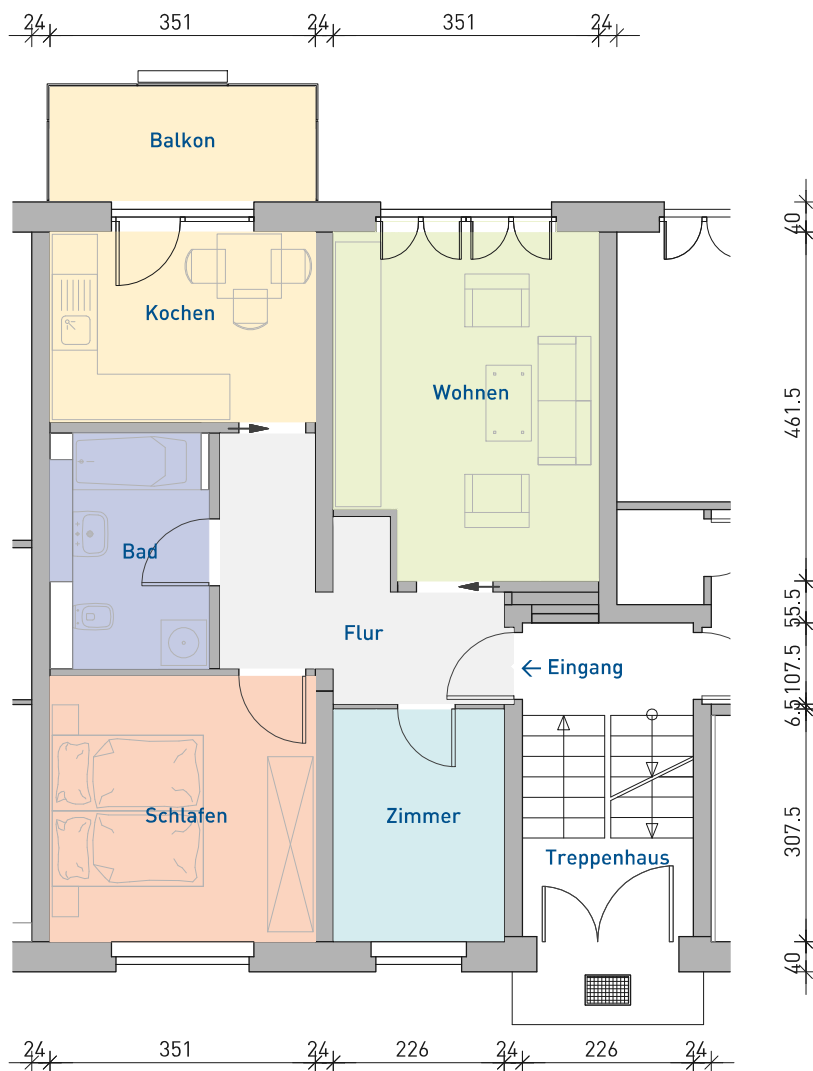 24 351 24 351 24
Balkon
Kochen
Wohnen
Bad
Flur
← Eingang
Schlafen
Zimmer
Treppenhaus
40
461.5
55.5
107.5
6.5
307.5
40
24 351 24 226 24 226 24